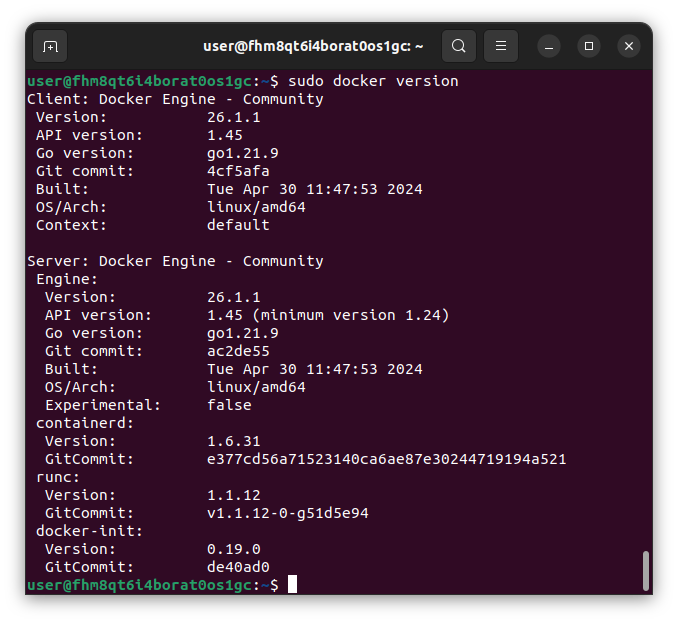 user@fhm8qt6i4borat0os1gc: ~
user@fhm8qt6i4borat0os1gc:~$ sudo docker version
Client: Docker Engine - Community
 Version:           26.1.1
 API version:       1.45
 Go version:        go1.21.9
 Git commit:        4cf5afa
 Built:             Tue Apr 30 11:47:53 2024
 OS/Arch:           linux/amd64
 Context:           default

Server: Docker Engine - Community
 Engine:
  Version:          26.1.1
  API version:      1.45 (minimum version 1.24)
  Go version:       go1.21.9
  Git commit:       ac2de55
  Built:            Tue Apr 30 11:47:53 2024
  OS/Arch:          linux/amd64
  Experimental:     false
 containerd:
  Version:          1.6.31
  GitCommit:        e377cd56a71523140ca6ae87e30244719194a521
 runc:
  Version:          1.1.12
  GitCommit:        v1.1.12-0-g51d5e94
 docker-init:
  Version:          0.19.0
  GitCommit:        de40ad0
user@fhm8qt6i4borat0os1gc:~$